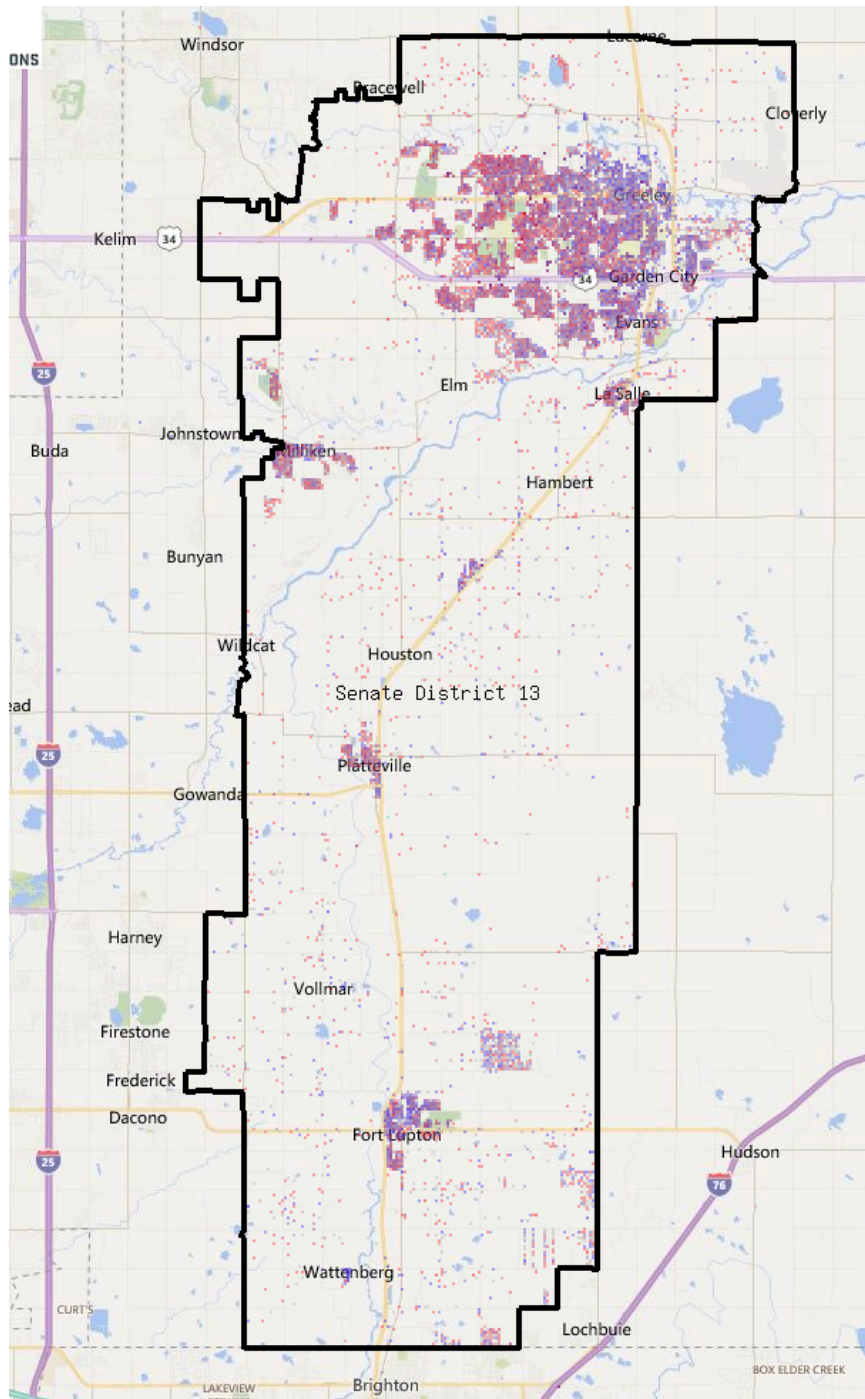 Lucerne
Windsor
ONS
Bracewell
Cloverly
Greeley
Kelim
34
Garden City
34
Evans
25
Elm
La Salle
Johnstown
Buda
Milliken
Hambert
Bunyan
Wildcat
Houston
Senate District 13
ead
25
Platteville
Gowanda
Harney
Vollmar
Firestone
Frederick
Dacono
Fort Lupton
Hudson
25
76
Wattenberg
CURTS
Lochbuie
BOX ELDER CREEK
LAKEVIEW
Brighton